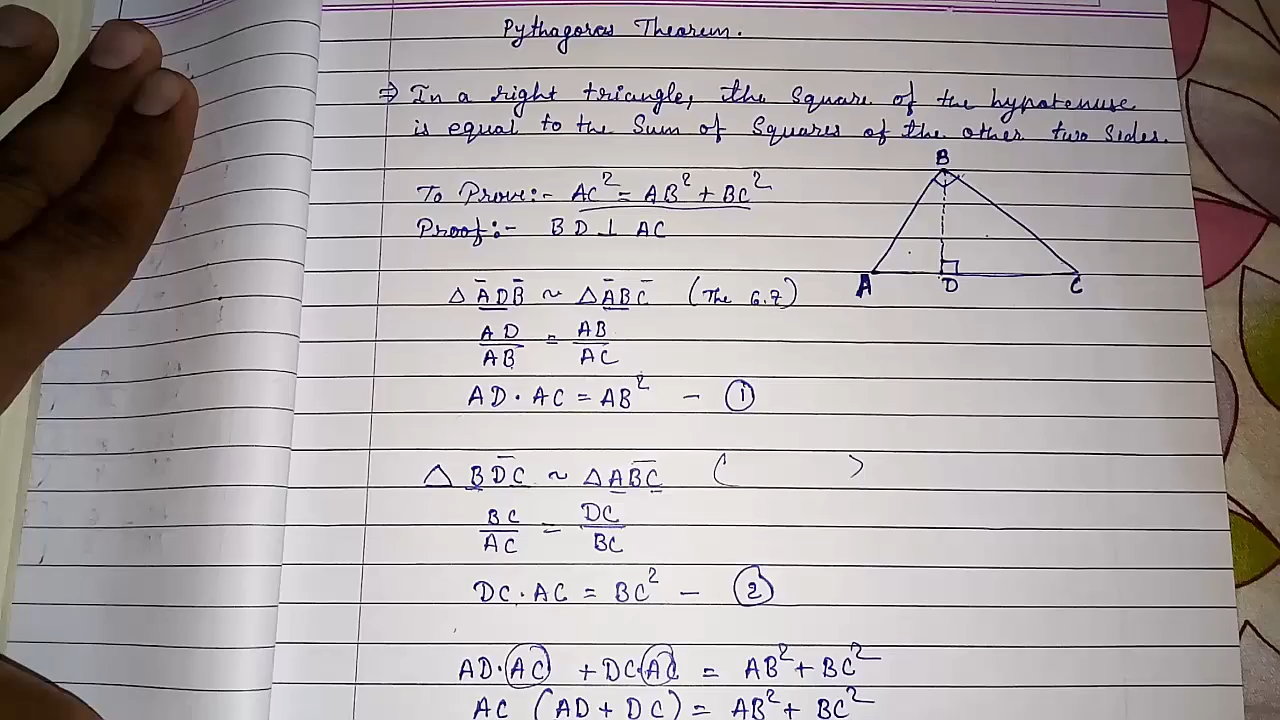 Pythagoras Theorem.
⇒ In a right triangle, the Square of the hypotenuse
is equal to the Sum of Squares of the other two Sides.
To Prove:- AC² = AB² + BC²
Proof:- BD ⊥ AC
B
A D C
△ ADB ~ △ ABC (The 6.7)
AD/AB = AB/AC
AD · AC = AB² - ①
△ BDC ~ △ ABC ( )
BC/AC = DC/BC
DC · AC = BC² - ②
AD·AC + DC·AC = AB² + BC²
AC (AD + DC) = AB² + BC²